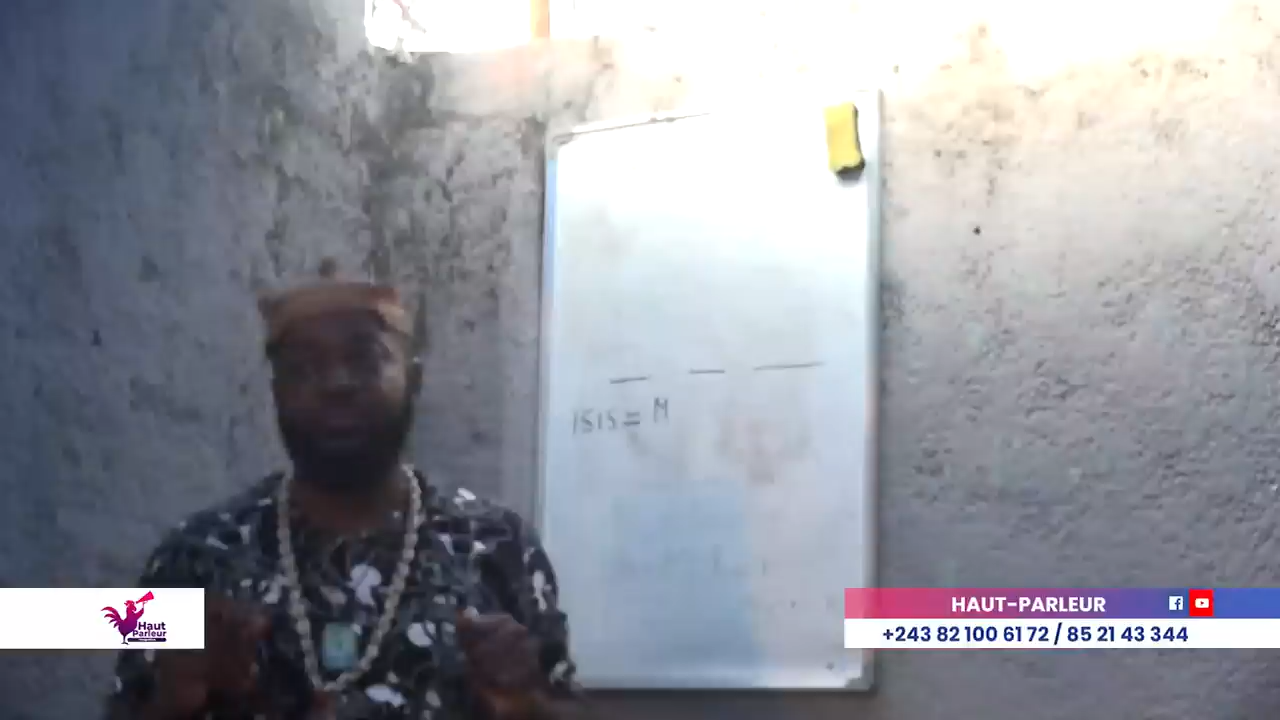 ISIS = M
Haut
Parleur
HAUT-PARLEUR
+243 82 100 61 72 / 85 21 43 344